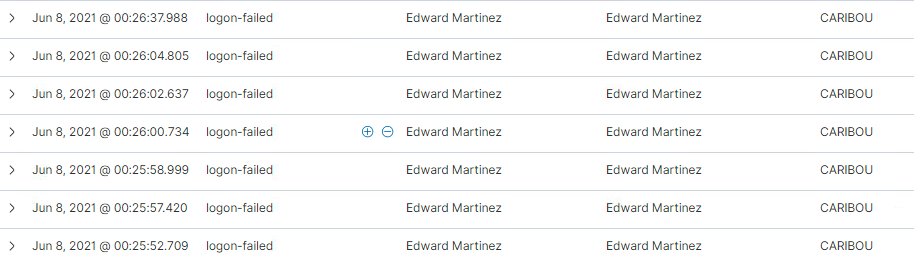 Jun 8, 2021 @ 00:26:37.988 logon-failed Edward Martinez Edward Martinez CARIBOU
Jun 8, 2021 @ 00:26:04.805 logon-failed Edward Martinez Edward Martinez CARIBOU
Jun 8, 2021 @ 00:26:02.637 logon-failed Edward Martinez Edward Martinez CARIBOU
Jun 8, 2021 @ 00:26:00.734 logon-failed Edward Martinez Edward Martinez CARIBOU
Jun 8, 2021 @ 00:25:58.999 logon-failed Edward Martinez Edward Martinez CARIBOU
Jun 8, 2021 @ 00:25:57.420 logon-failed Edward Martinez Edward Martinez CARIBOU
Jun 8, 2021 @ 00:25:52.709 logon-failed Edward Martinez Edward Martinez CARIBOU